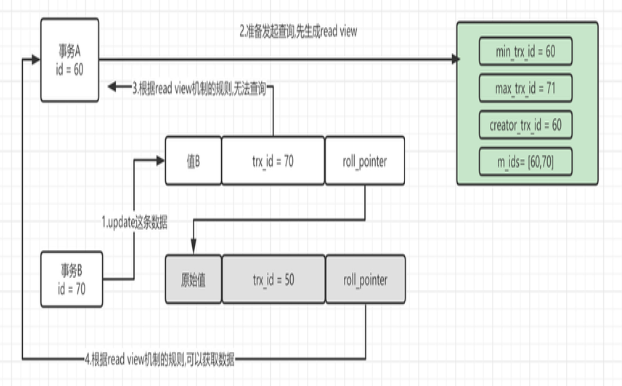 2.准备发起查询,先生成read view
事务A
id = 60
min_trx_id = 60
max_trx_id = 71
creator_trx_id = 60
m_ids= [60,70]
3.根据read view机制的规则,无法查询
值B
trx_id = 70
roll_pointer
1.update这条数据
事务B
id = 70
原始值
trx_id = 50
roll_pointer
4.根据read view机制的规则,可以获取数据